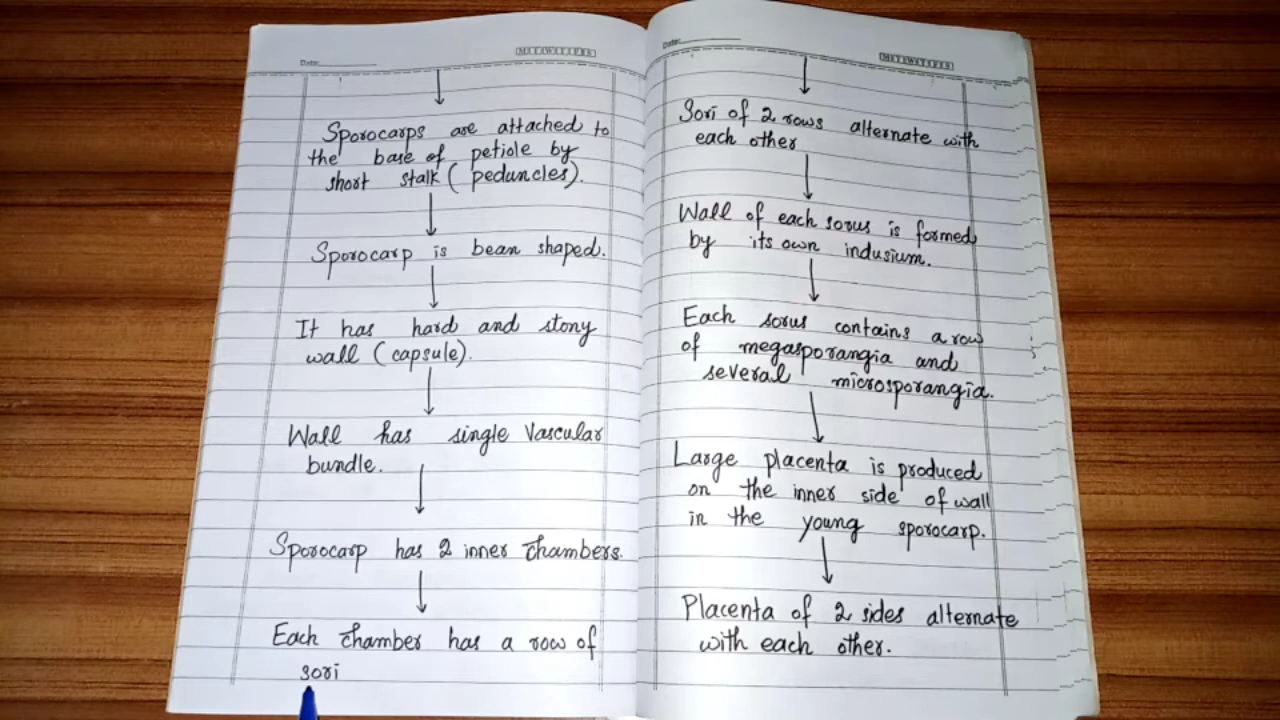 Date:
M T W T F S
Sporocarps are attached to
the base of petiole by
short stalk (peduncles).
Sporocarp is bean shaped.
It has hard and stony
wall (capsule).
Wall has single Vascular
bundle.
Sporocarp has 2 inner chambers.
Each chamber has a row of
sori
Date:
M T W T F S
Sori of 2 rows alternate with
each other
Wall of each sorus is formed
by its own indusium.
Each sorus contains a row
of megasporangia and
several microsporangia.
Large placenta is produced
on the inner side of wall
in the young sporocarp.
Placenta of 2 sides alternate
with each other.